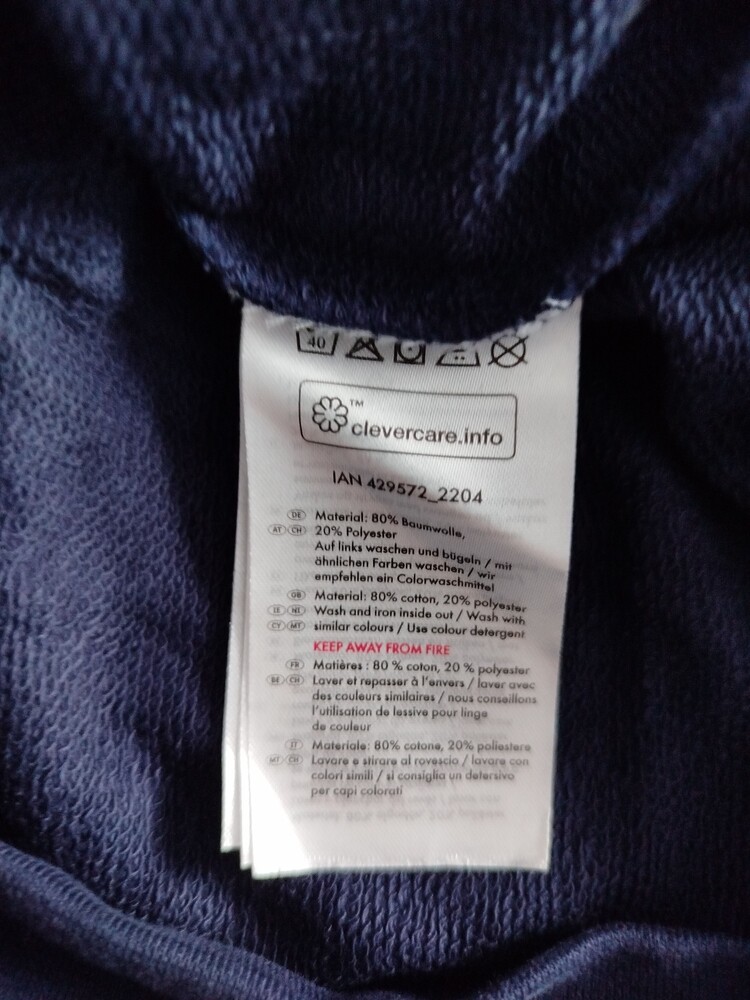 40
™
clevercare.info
IAN 429572_2204
DE Material: 80% Baumwolle,
AT CH 20% Polyester
Auf links waschen und bügeln / mit
ähnlichen Farben waschen / wir
empfehlen ein Colorwaschmittel
GB Material: 80% cotton, 20% polyester
IE NI Wash and iron inside out / Wash with
CY MT similar colours / Use colour detergent
KEEP AWAY FROM FIRE
FR Matières : 80 % coton, 20 % polyester
BE CH Laver et repasser à l'envers / laver avec
des couleurs similaires / nous conseillons
l'utilisation de lessive pour linge
de couleur
IT Materiale: 80% cotone, 20% poliestere
MT CH Lavare e stirare al rovescio / lavare con
colori simili / si consiglia un detersivo
per capi colorati